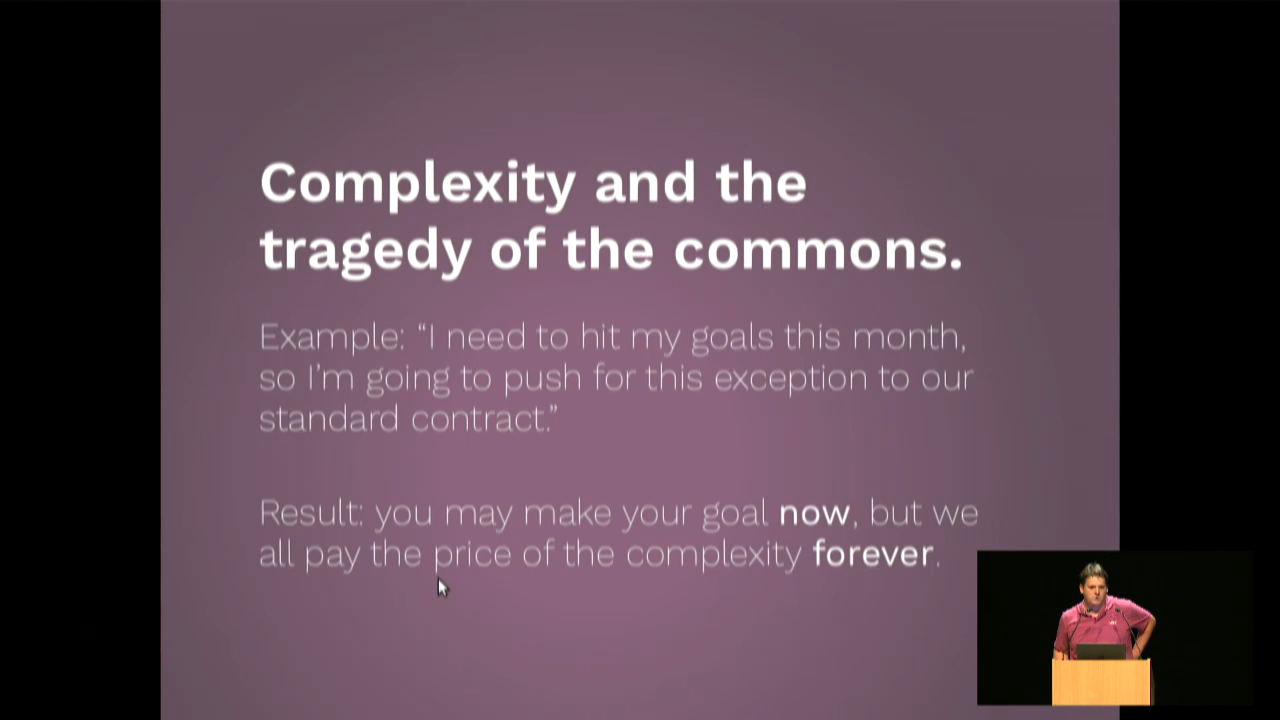 Complexity and the
tragedy of the commons.
Example: “I need to hit my goals this month,
so I’m going to push for this exception to our
standard contract.”
Result: you may make your goal now, but we
all pay the price of the complexity forever.